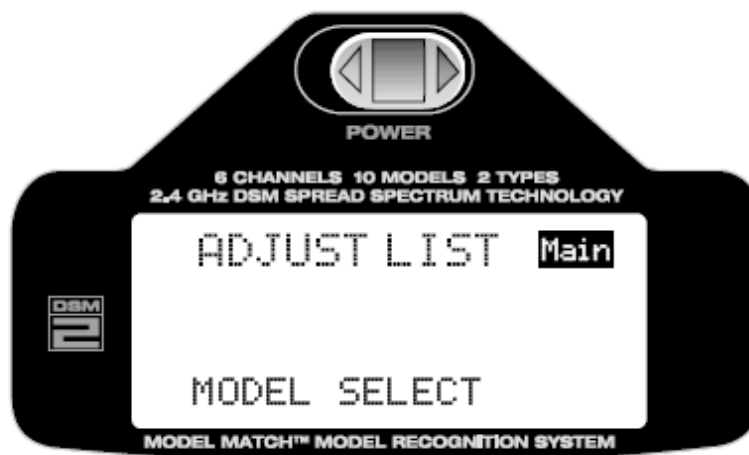 POWER
6 CHANNELS 10 MODELS 2 TYPES
2.4 GHz DSM SPREAD SPECTRUM TECHNOLOGY
ADJUST LIST Main
DSM
2
MODEL SELECT
MODEL MATCH™ MODEL RECOGNITION SYSTEM